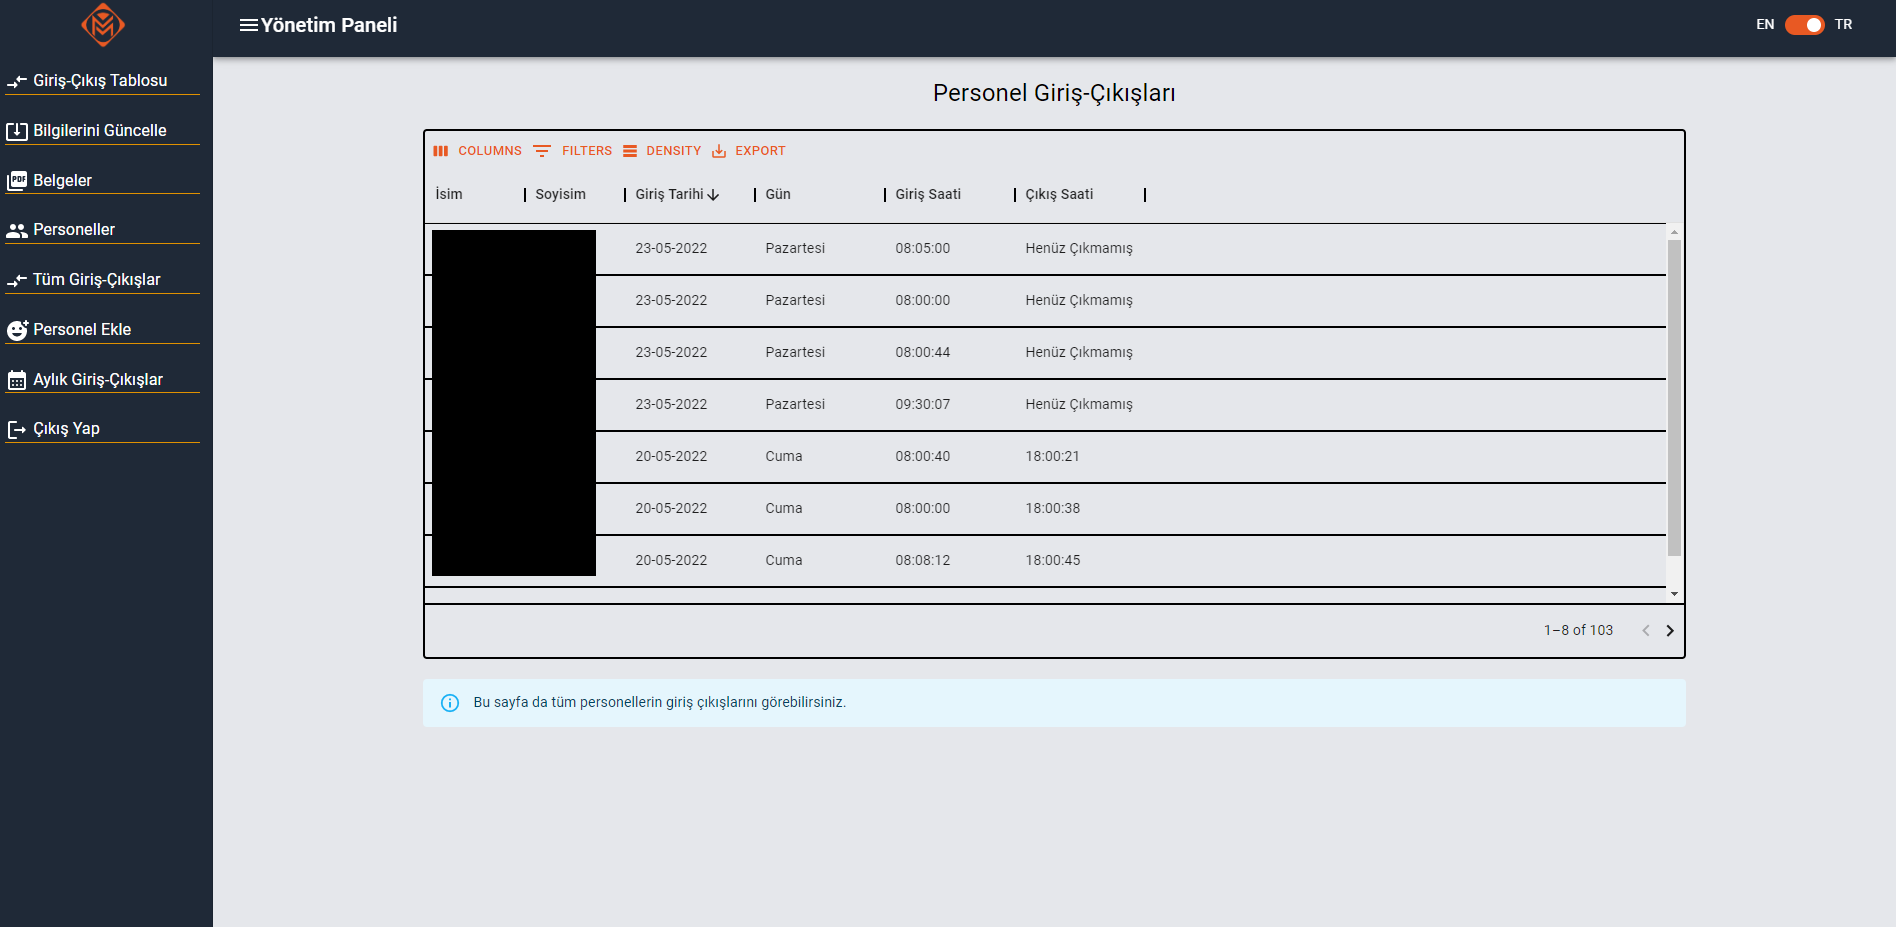 Yönetim Paneli
EN TR
Giriş-Çıkış Tablosu
Bilgilerini Güncelle
PDF Belgeler
Personeller
Tüm Giriş-Çıkışlar
Personel Ekle
Aylık Giriş-Çıkışlar
Çıkış Yap
Personel Giriş-Çıkışları
COLUMNS FILTERS DENSITY EXPORT
İsim Soyisim Giriş Tarihi Gün Giriş Saati Çıkış Saati
23-05-2022 Pazartesi 08:05:00 Henüz Çıkmamış
23-05-2022 Pazartesi 08:00:00 Henüz Çıkmamış
23-05-2022 Pazartesi 08:00:44 Henüz Çıkmamış
23-05-2022 Pazartesi 09:30:07 Henüz Çıkmamış
20-05-2022 Cuma 08:00:40 18:00:21
20-05-2022 Cuma 08:00:00 18:00:38
20-05-2022 Cuma 08:08:12 18:00:45
1–8 of 103
Bu sayfa da tüm personellerin giriş çıkışlarını görebilirsiniz.